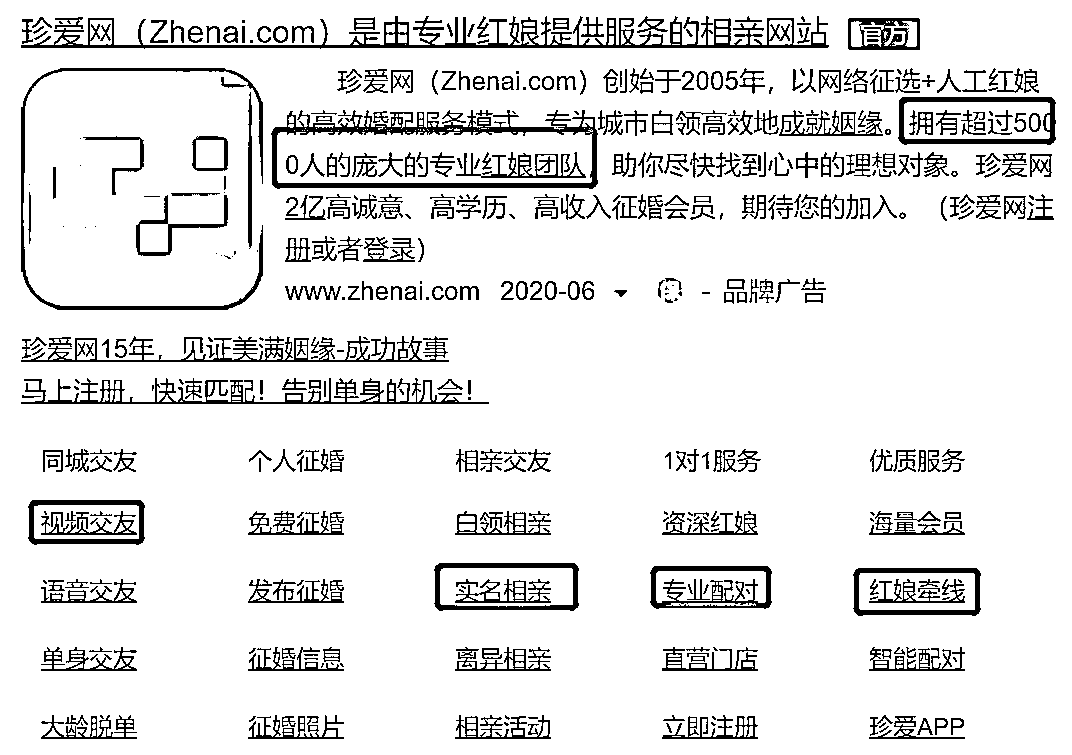 珍爱网（Zhenai.com）是由专业红娘提供服务的相亲网站 官方
珍爱网（Zhenai.com）创始于2005年，以网络征选+人工红娘
的高效婚配服务模式，专为城市白领高效地成就姻缘。拥有超过500
0人的庞大的专业红娘团队，助你尽快找到心中的理想对象。珍爱网
2亿高诚意、高学历、高收入征婚会员，期待您的加入。（珍爱网注
册或者登录）
www.zhenai.com 2020-06 - 品牌广告
珍爱网15年，见证美满姻缘-成功故事
马上注册，快速匹配！告别单身的机会！
同城交友 个人征婚 相亲交友 1对1服务 优质服务
视频交友 免费征婚 白领相亲 资深红娘 海量会员
语音交友 发布征婚 实名相亲 专业配对 红娘牵线
单身交友 征婚信息 离异相亲 直营门店 智能配对
大龄脱单 征婚照片 相亲活动 立即注册 珍爱APP